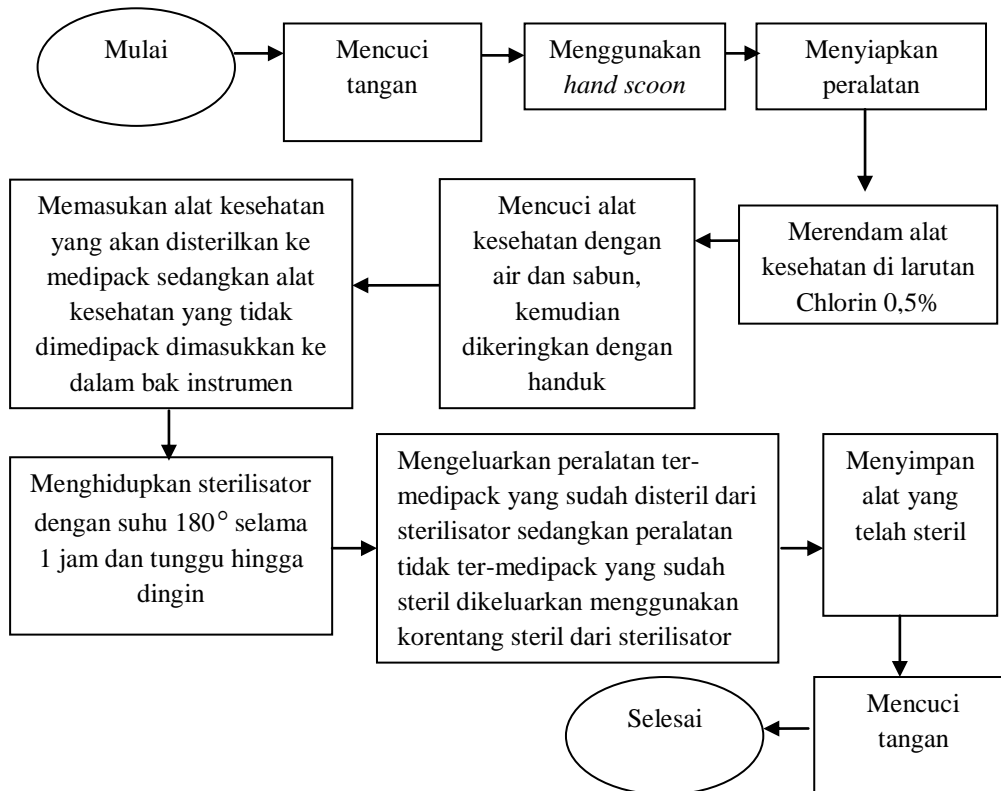 Mulai
Mencuci
tangan
Menggunakan
hand scoon
Menyiapkan
peralatan
Merendam alat
kesehatan di larutan
Chlorin 0,5%
Mencuci alat
kesehatan dengan
air dan sabun,
kemudian
dikeringkan dengan
handuk
Memasukan alat kesehatan
yang akan disterilkan ke
medipack sedangkan alat
kesehatan yang tidak
dimedipack dimasukkan ke
dalam bak instrumen
Menghidupkan sterilisator
dengan suhu 180° selama
1 jam dan tunggu hingga
dingin
Mengeluarkan peralatan ter-
medipack yang sudah disteril dari
sterilisator sedangkan peralatan
tidak ter-medipack yang sudah
steril dikeluarkan menggunakan
korentang steril dari sterilisator
Menyimpan
alat yang
telah steril
Mencuci
tangan
Selesai